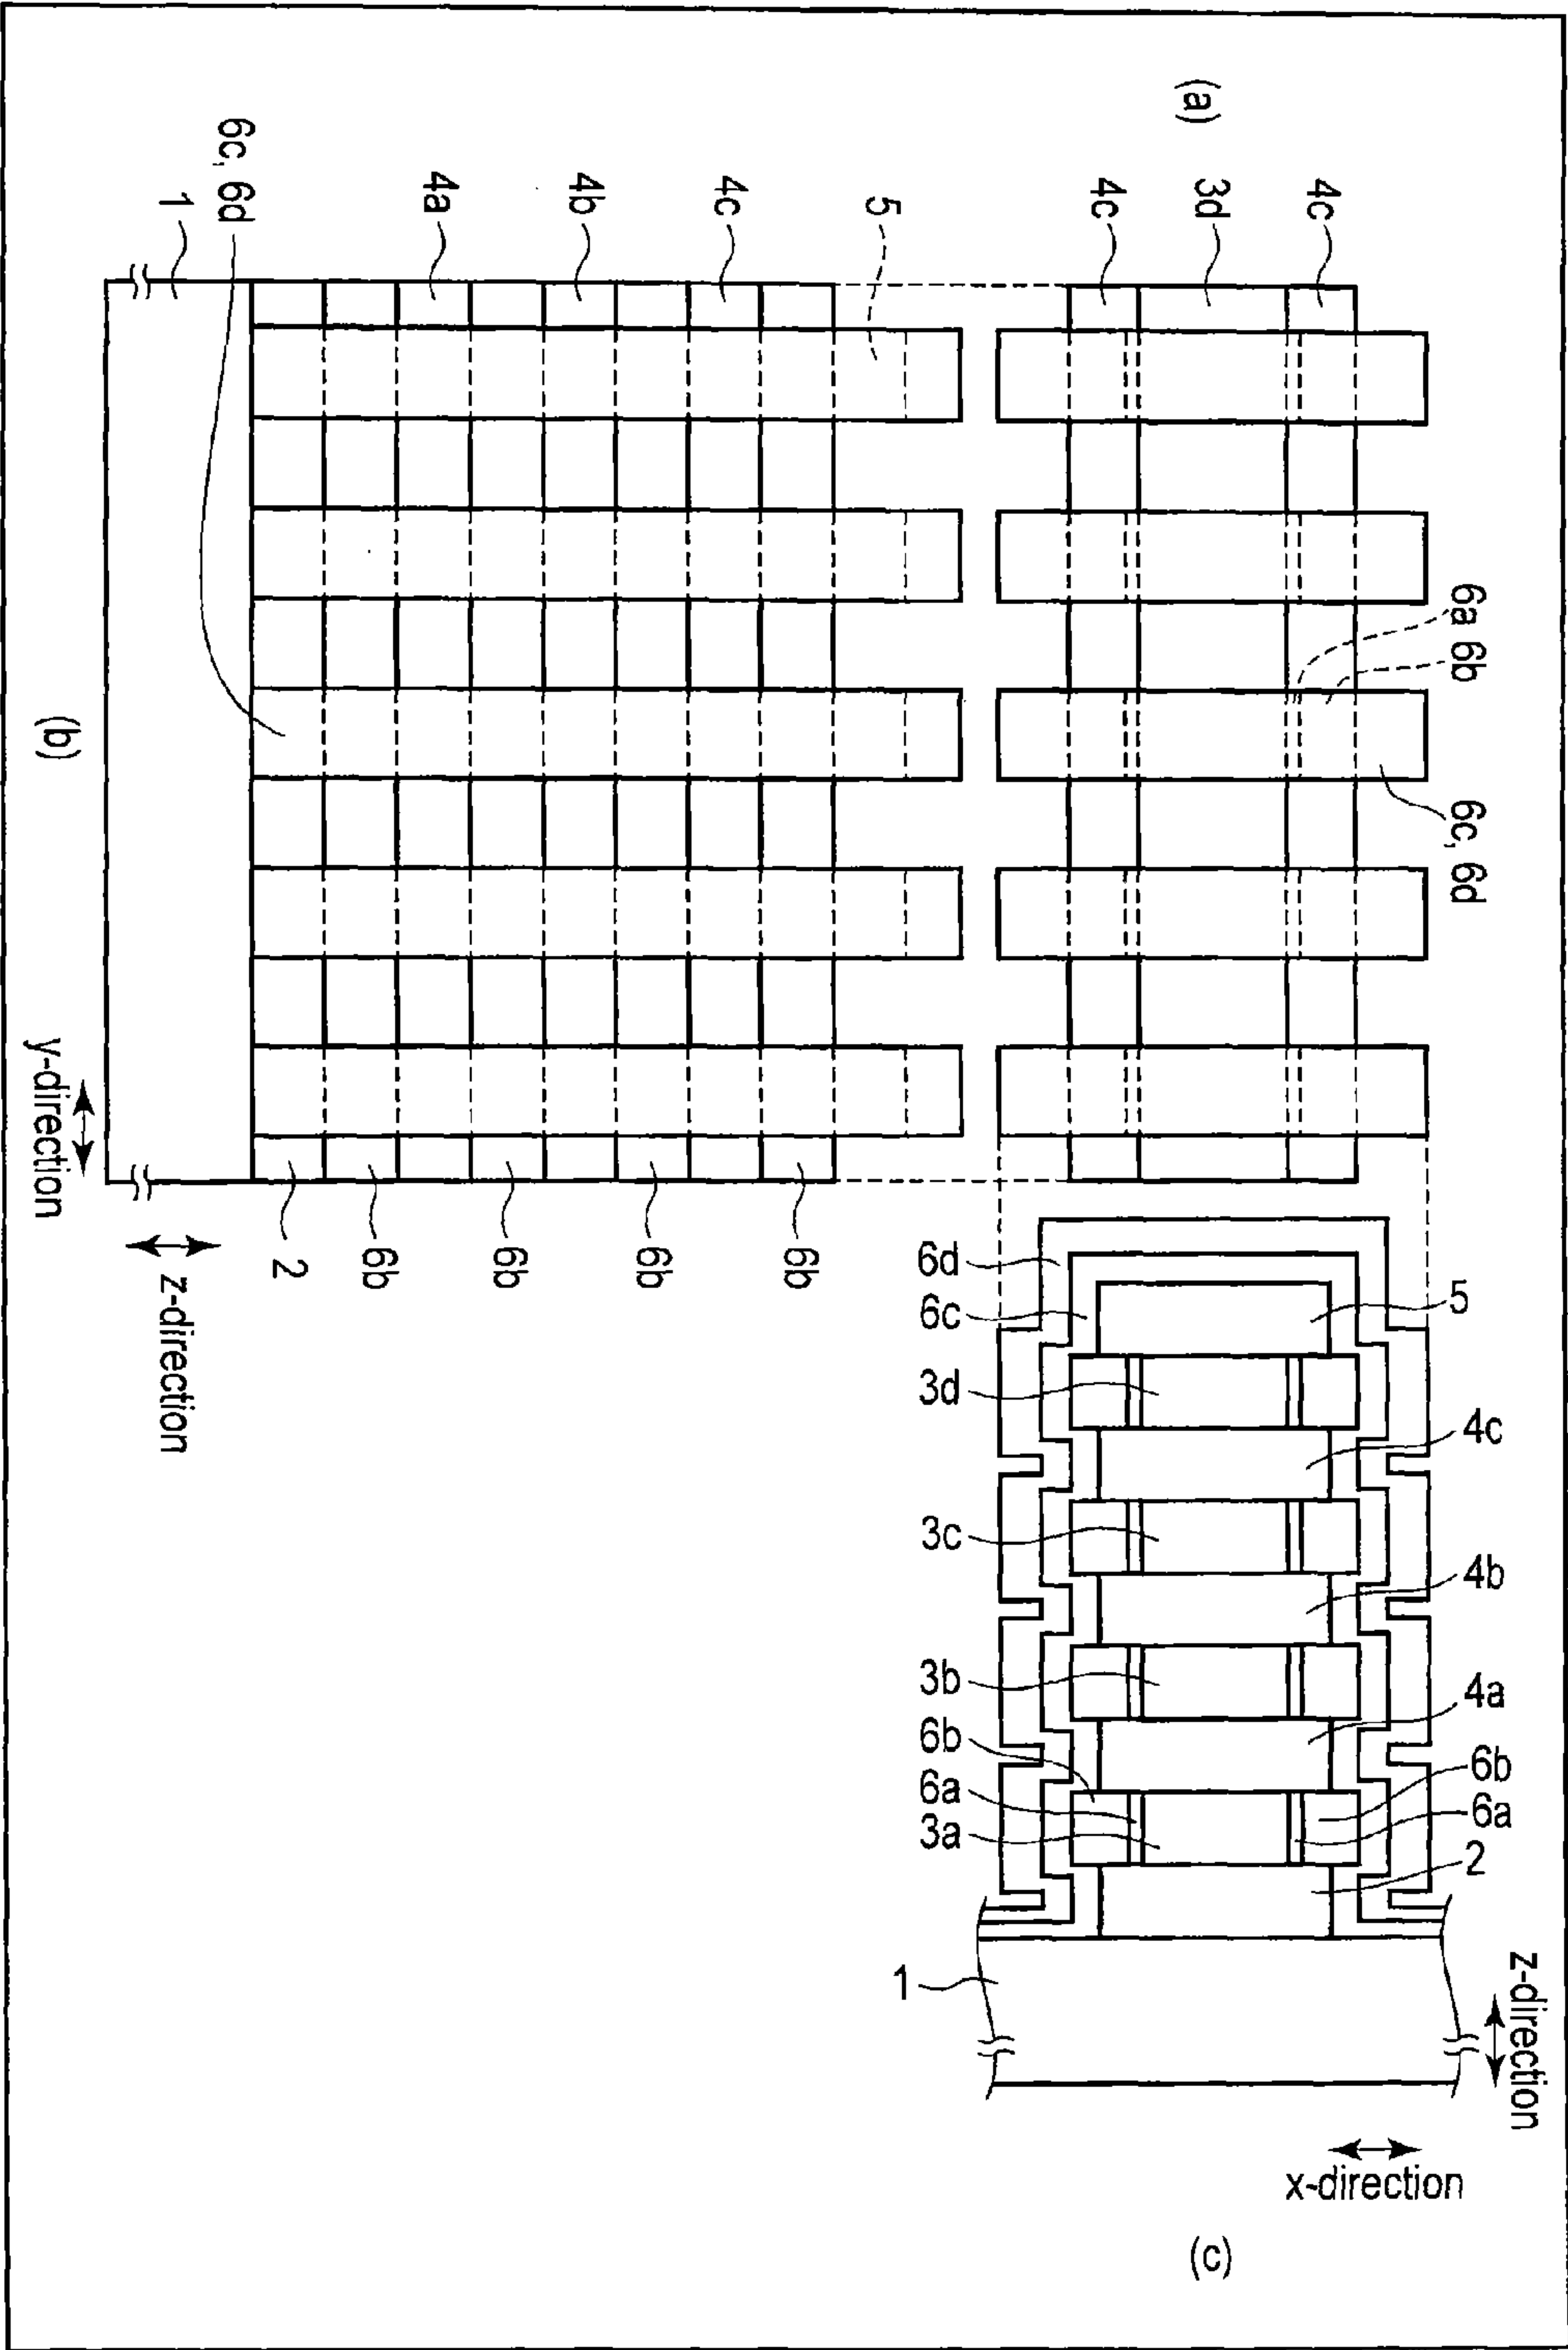 (a)
4c
3d
4c
6a
6b
6c, 6d
5
4c
4b
4a
6c, 6d
1
(b)
y-direction
z-direction
2
6b
6b
6b
6b
6d
6c
5
3d
4c
3c
4b
3b
4a
6b
6a
3a
6b
6a
2
1
z-direction
x-direction
(c)